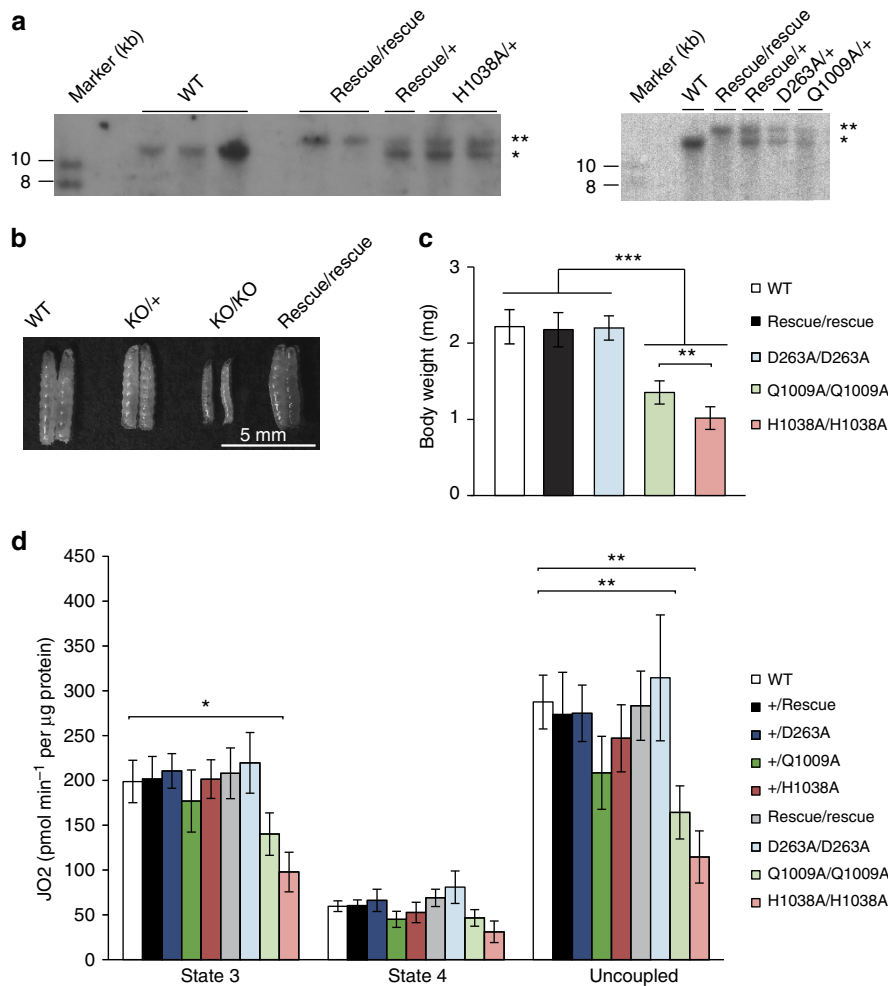 a
Marker (kb)
WT
Rescue/rescue
Rescue/+
H1038A/+
**
*
10
8
Marker (kb)
WT
Rescue/rescue
Rescue/+
D263A/+
Q1009A/+
**
*
10
8
b
WT
KO/+
KO/KO
Rescue/rescue
5 mm
c
Body weight (mg)
3
2
1
0
***
**
WT
Rescue/rescue
D263A/D263A
Q1009A/Q1009A
H1038A/H1038A
d
JO2 (pmol min⁻¹ per μg protein)
450
400
350
300
250
200
150
100
50
0
*
**
**
State 3
State 4
Uncoupled
WT
+/Rescue
+/D263A
+/Q1009A
+/H1038A
Rescue/rescue
D263A/D263A
Q1009A/Q1009A
H1038A/H1038A